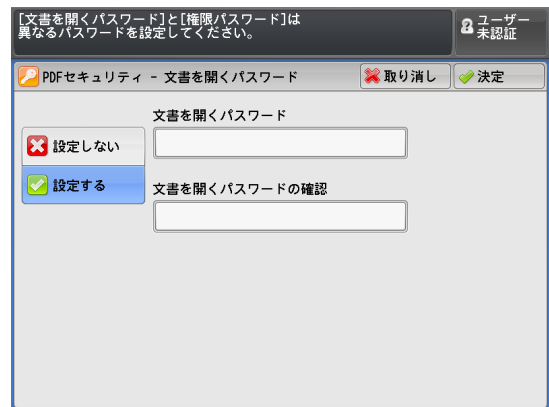 [文書を開くパスワード]と[権限パスワード]は
異なるパスワードを設定してください。
ユーザー
未認証
PDFセキュリティ - 文書を開くパスワード
取り消し
決定
文書を開くパスワード
設定しない
設定する
文書を開くパスワードの確認